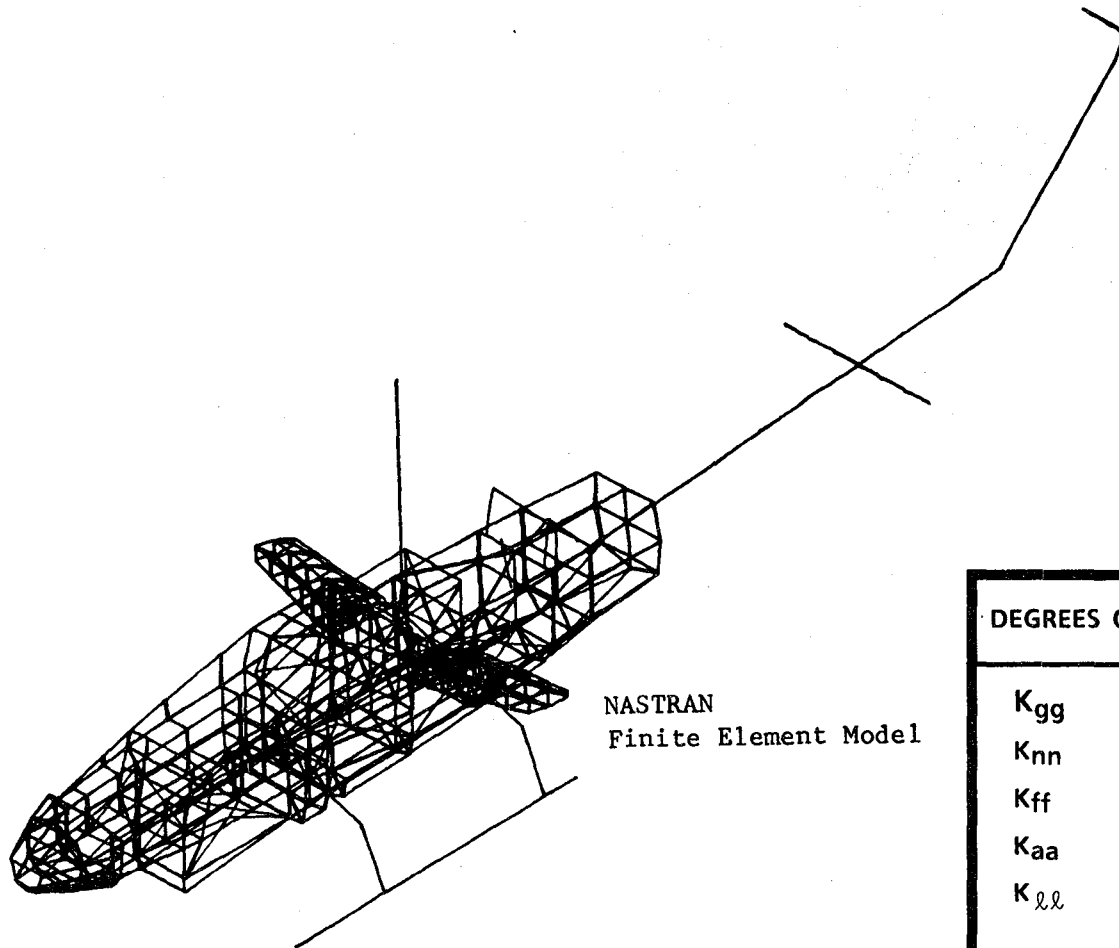 NASTRAN
Finite Element Model
DEGREES
Kgg
Knn
Kff
Kaa
Kℓℓ